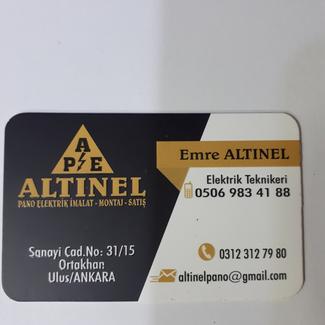 A
P E
ALTINEL
PANO ELEKTRİK İMALAT - MONTAJ - SATIŞ
Sanayi Cad.No: 31/15
Ortakhan
Ulus/ANKARA
Emre ALTINEL
Elektrik Teknikeri
0506 983 41 88
0312 312 79 80
altinelpano@gmail.com